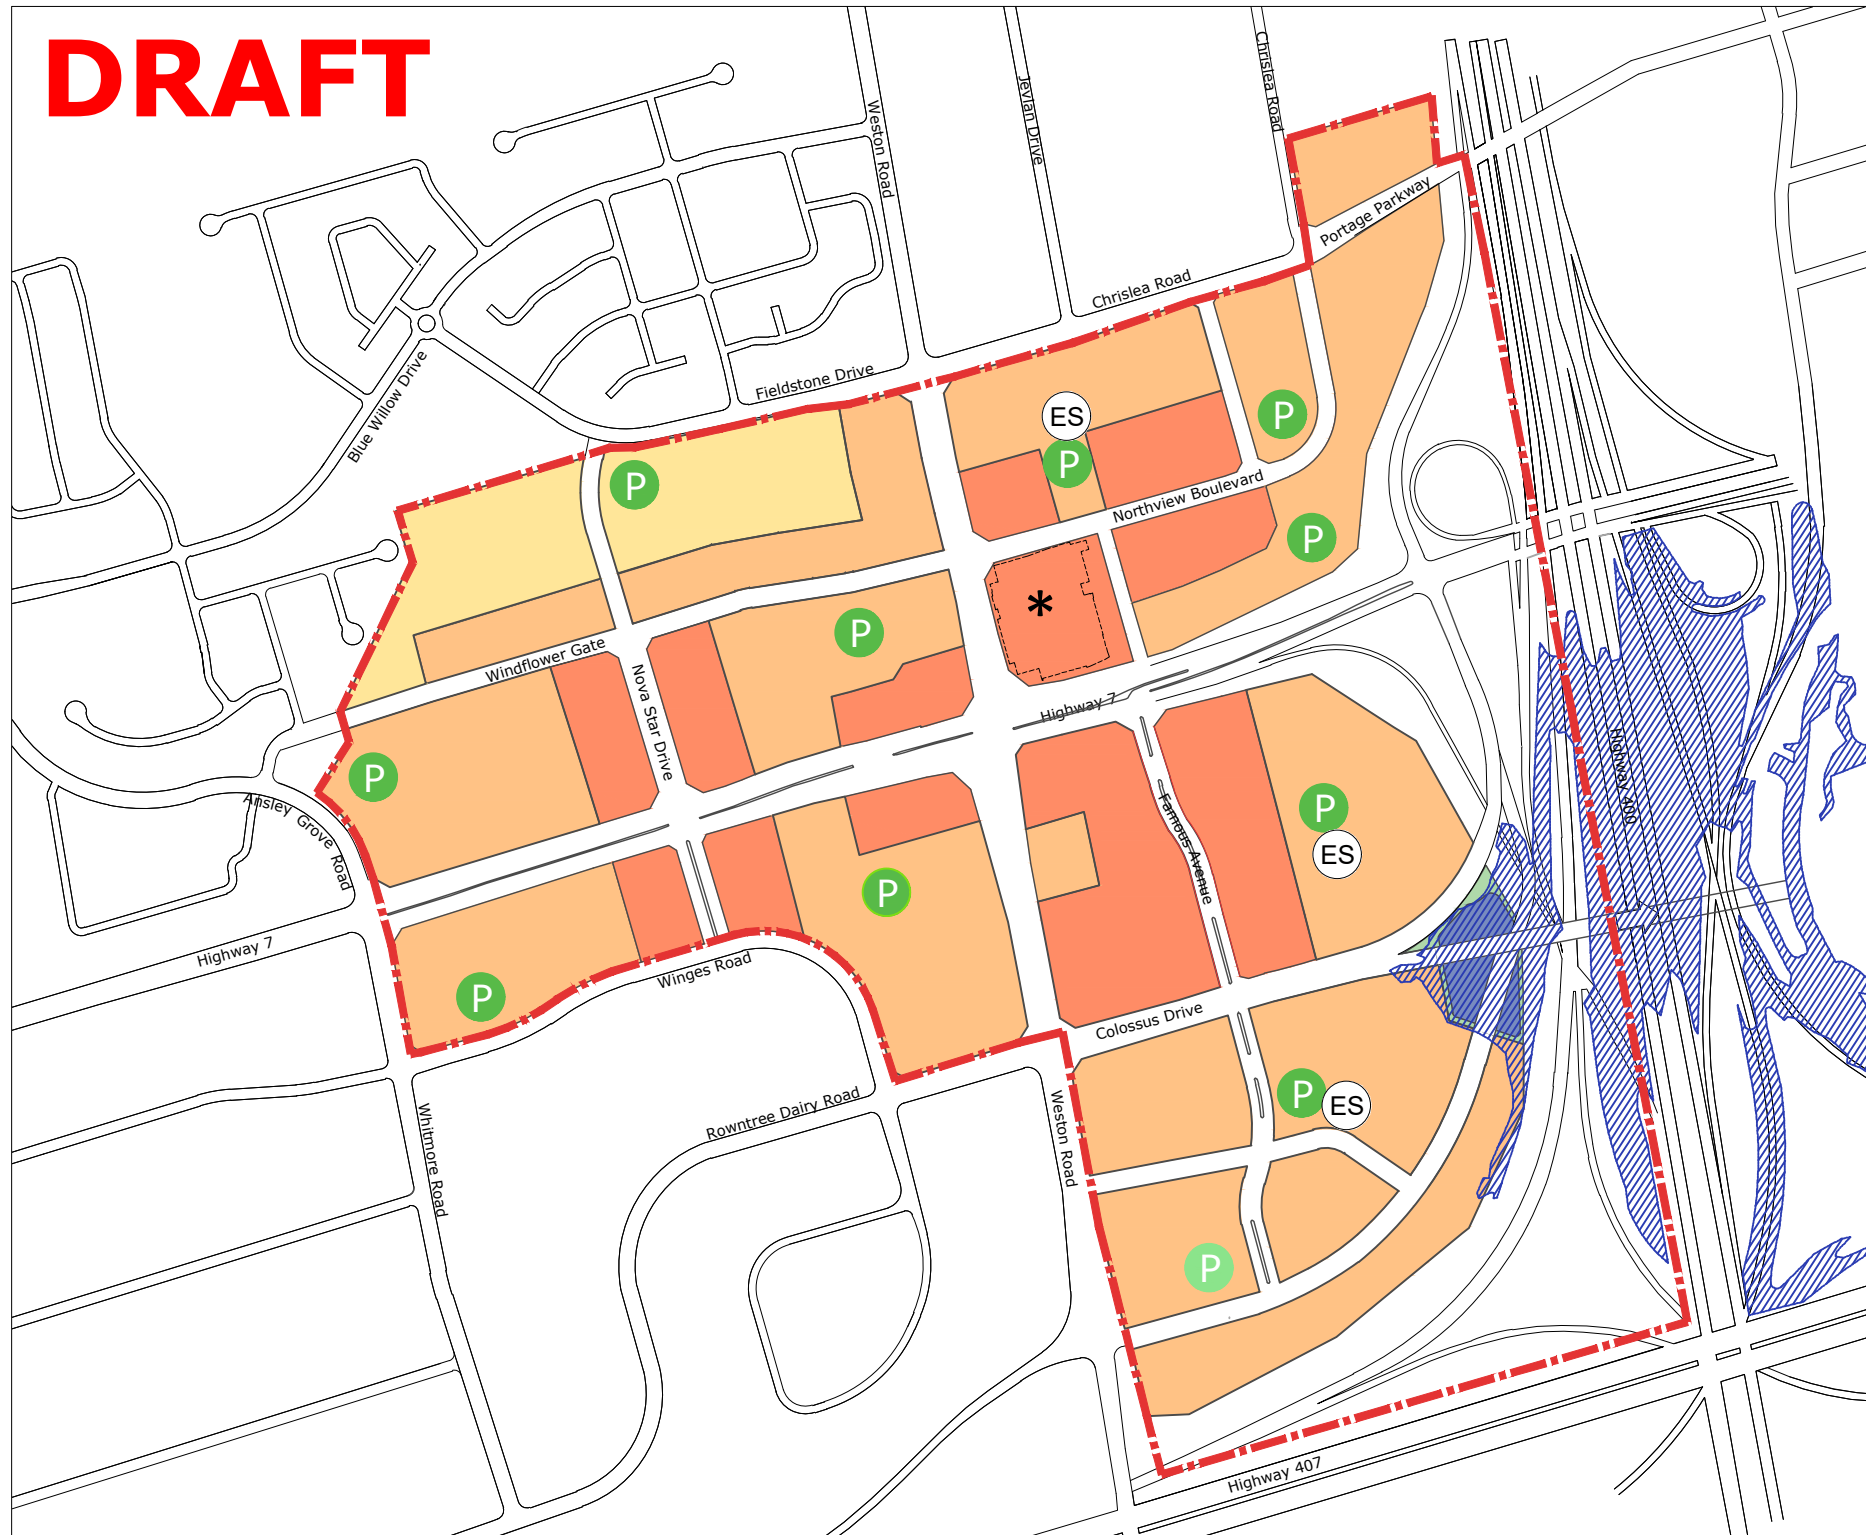 DRAFT
Weston Road
Jevlan Drive
Chrislea Road
Portage Parkway
Chrislea Road
Fieldstone Drive
Blue Willow Drive
ES
P
P
P
P
Northview Boulevard
P
*
P
Windflower Gate
Nova Star Drive
Highway 7
Highway 400
P
Ansley Grove Road
Famous Avenue
P
ES
P
Highway 7
Winges Road
P
Colossus Drive
P
ES
Rowntree Dairy Road
Whitmore Road
Weston Road
P
Highway 407